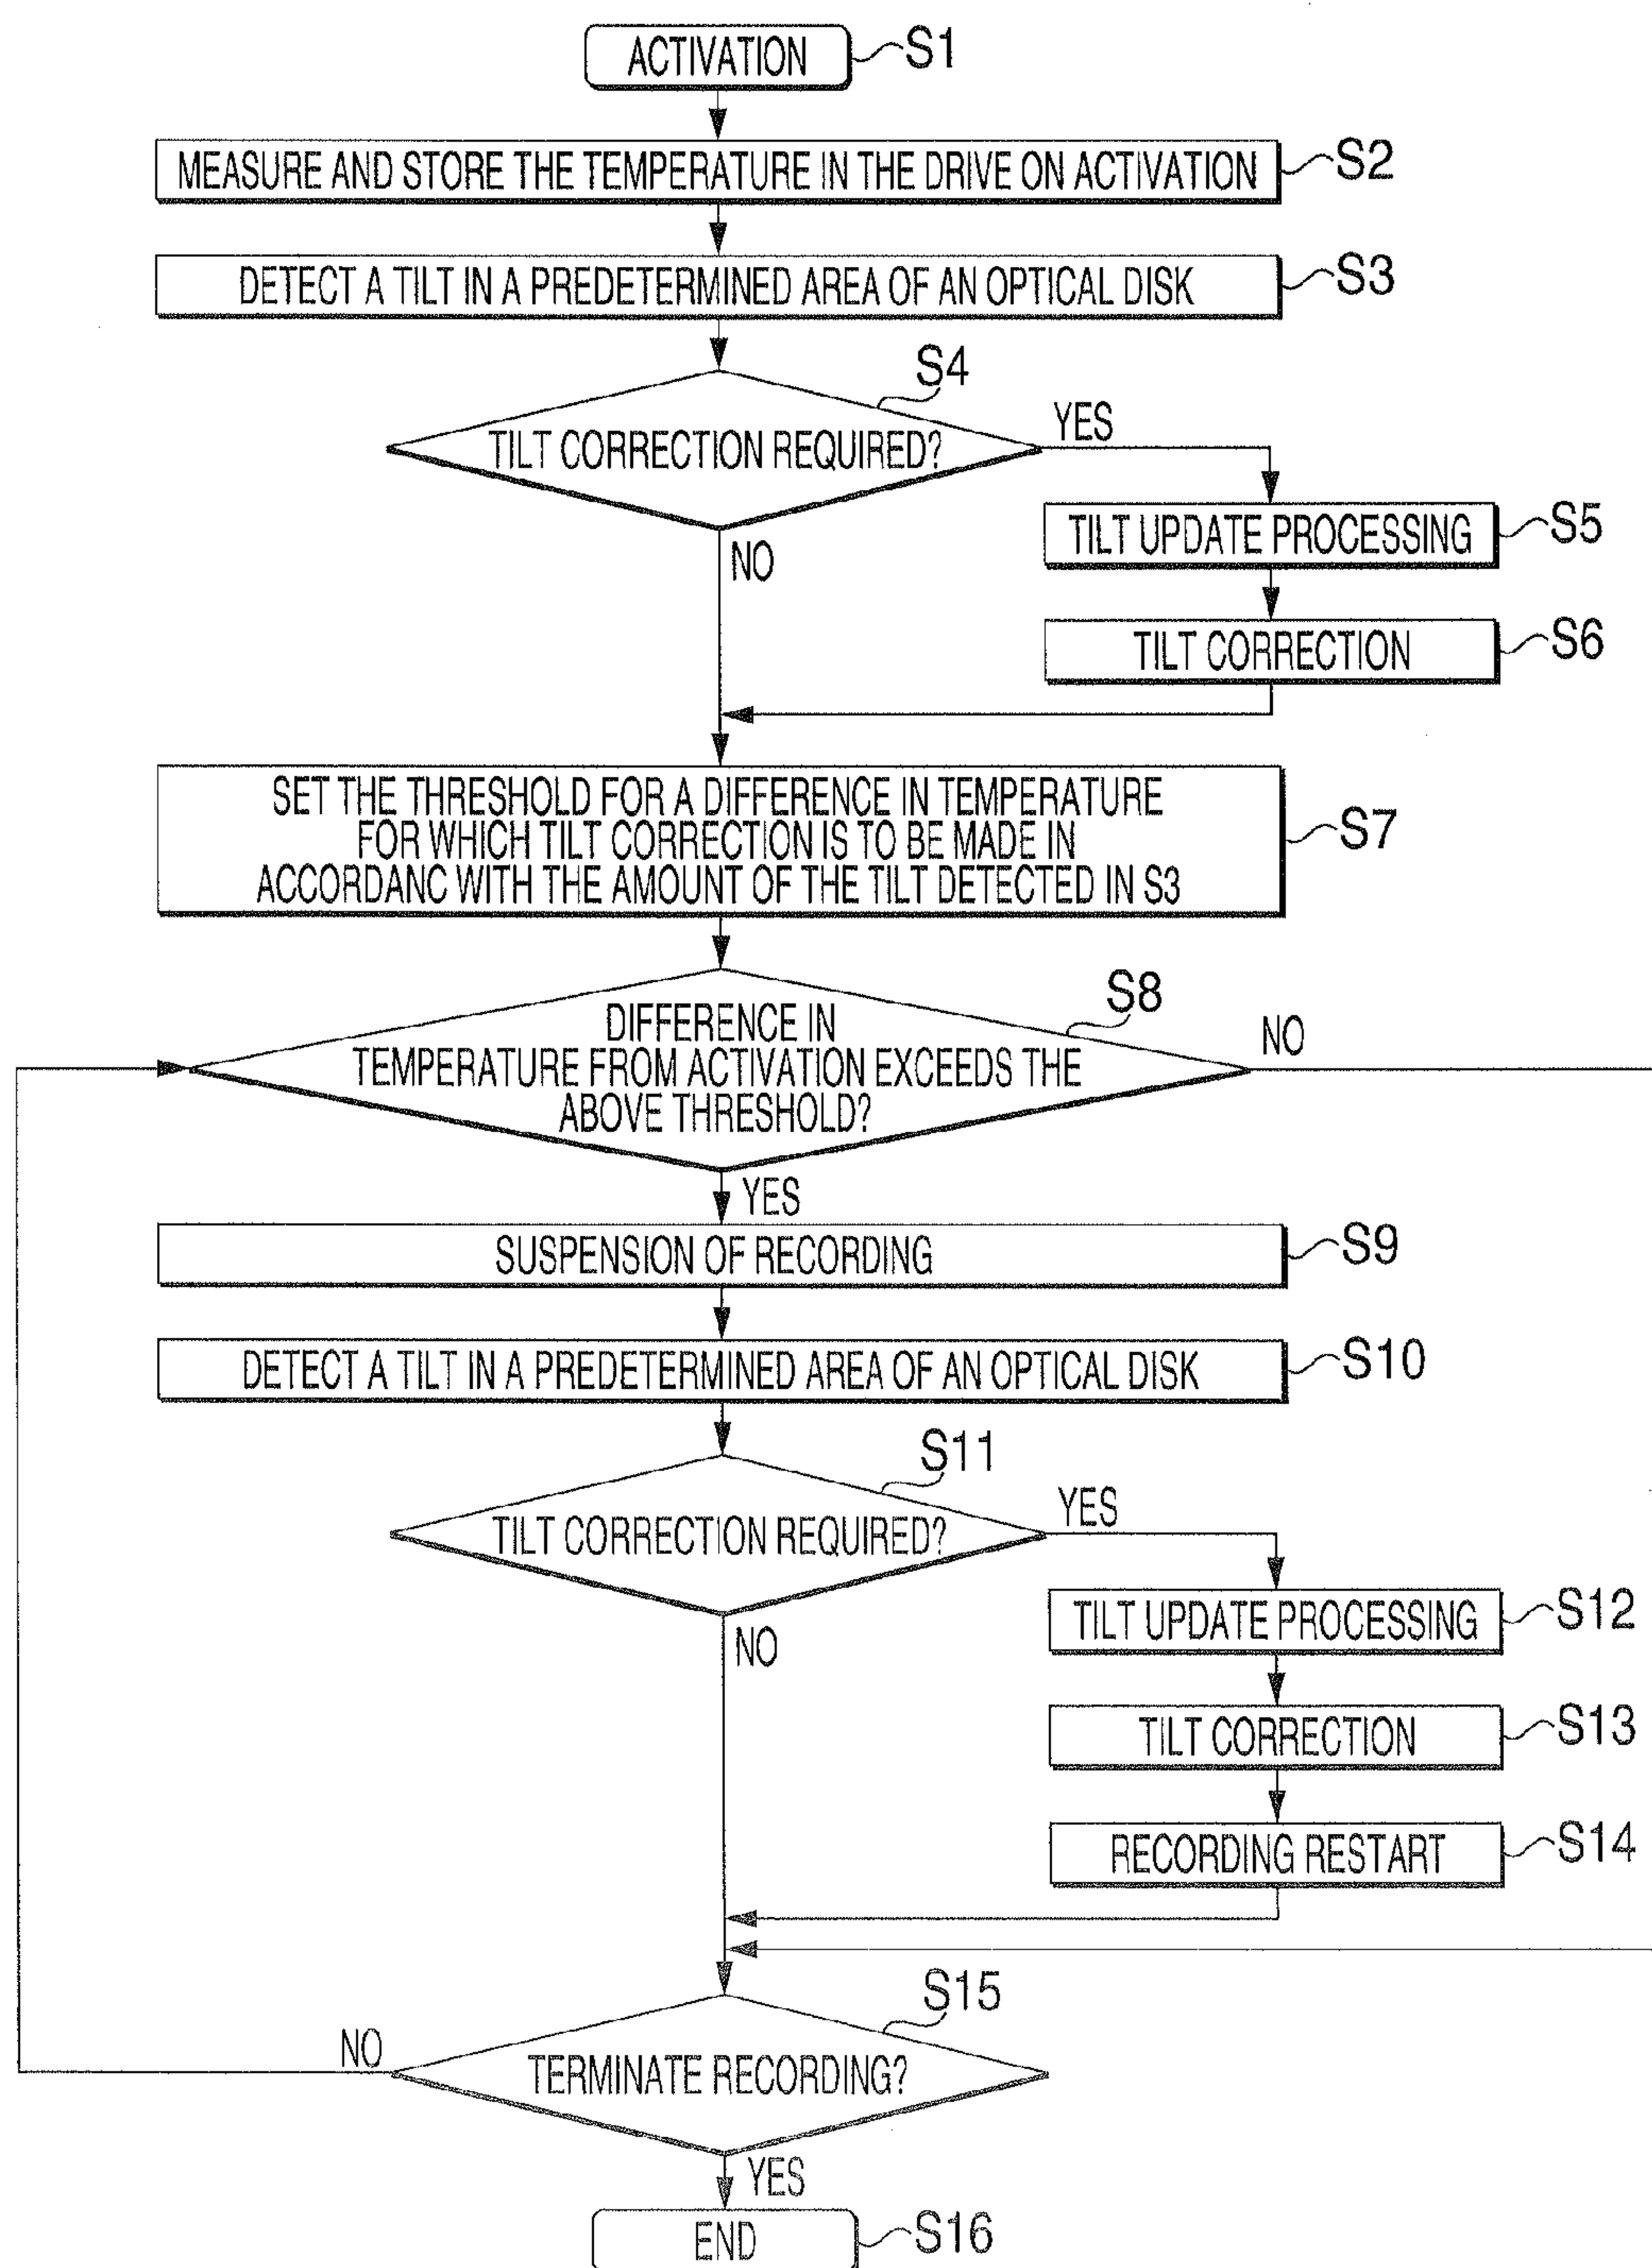 ACTIVATION
S1
MEASURE AND STORE THE TEMPERATURE IN THE DRIVE ON ACTIVATION
S2
DETECT A TILT IN A PREDETERMINED AREA OF AN OPTICAL DISK
S3
S4
TILT CORRECTION REQUIRED?
YES
NO
TILT UPDATE PROCESSING
S5
TILT CORRECTION
S6
SET THE THRESHOLD FOR A DIFFERENCE IN TEMPERATURE
FOR WHICH TILT CORRECTION IS TO BE MADE IN
ACCORDANC WITH THE AMOUNT OF THE TILT DETECTED IN S3
S7
S8
DIFFERENCE IN
TEMPERATURE FROM ACTIVATION EXCEEDS THE
ABOVE THRESHOLD?
NO
YES
SUSPENSION OF RECORDING
S9
DETECT A TILT IN A PREDETERMINED AREA OF AN OPTICAL DISK
S10
S11
TILT CORRECTION REQUIRED?
YES
NO
TILT UPDATE PROCESSING
S12
TILT CORRECTION
S13
RECORDING RESTART
S14
S15
TERMINATE RECORDING?
NO
YES
END
S16